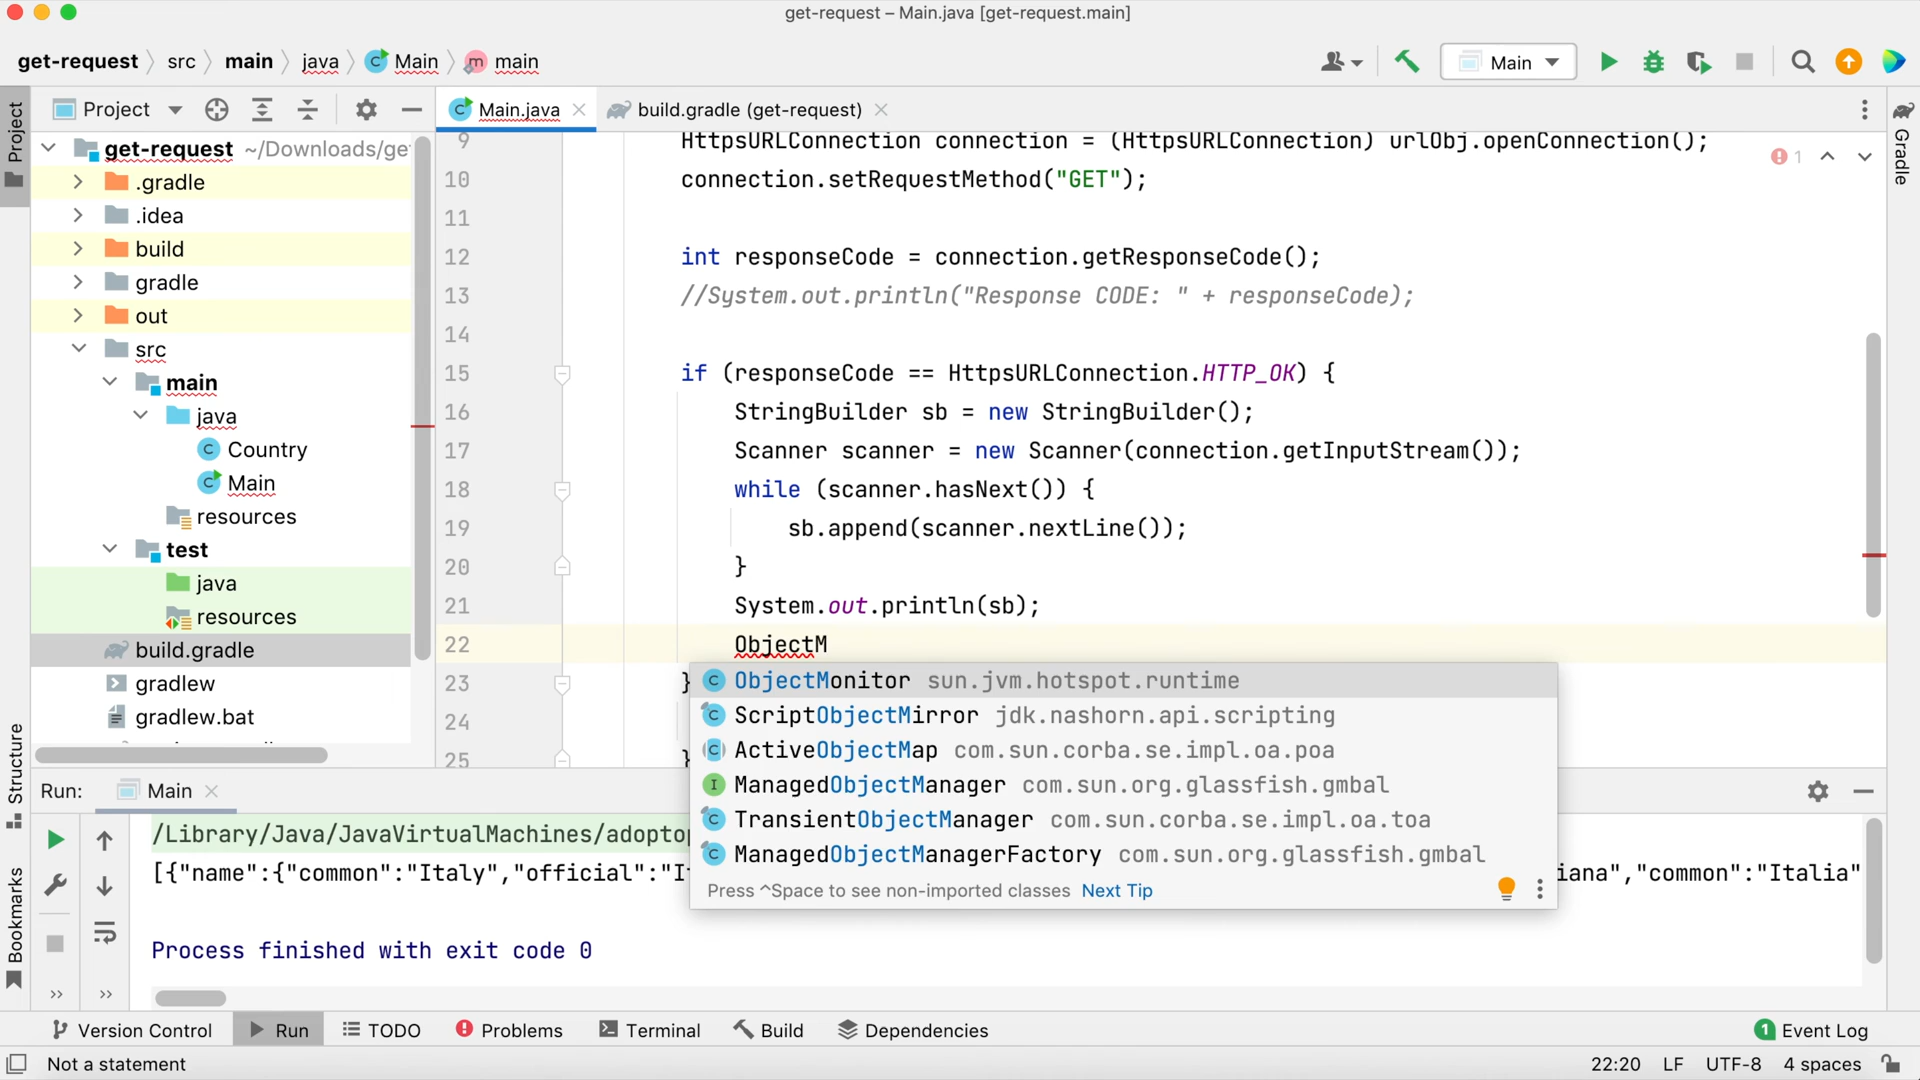 get-request – Main.java [get-request.main]
get-request src main java Main main
Main
Project
Main.java
build.gradle (get-request)
Project
Gradle
Structure
Bookmarks
get-request ~/Downloads/ge
.gradle
.idea
build
gradle
out
src
main
java
Country
Main
resources
test
java
resources
build.gradle
gradlew
gradlew.bat
9 HttpsURLConnection connection = (HttpsURLConnection) urlObj.openConnection();
10 connection.setRequestMethod("GET");
11
12 int responseCode = connection.getResponseCode();
13 //System.out.println("Response CODE: " + responseCode);
14
15 if (responseCode == HttpsURLConnection.HTTP_OK) {
16 StringBuilder sb = new StringBuilder();
17 Scanner scanner = new Scanner(connection.getInputStream());
18 while (scanner.hasNext()) {
19 sb.append(scanner.nextLine());
20 }
21 System.out.println(sb);
22 ObjectM
23 }
24
25 }
1
ObjectMonitor sun.jvm.hotspot.runtime
ScriptObjectMirror jdk.nashorn.api.scripting
ActiveObjectMap com.sun.corba.se.impl.oa.poa
ManagedObjectManager com.sun.org.glassfish.gmbal
TransientObjectManager com.sun.corba.se.impl.oa.toa
ManagedObjectManagerFactory com.sun.org.glassfish.gmbal
Press ^Space to see non-imported classes Next Tip
Run: Main
/Library/Java/JavaVirtualMachines/adoptop
[{"name":{"common":"Italy","official":"I iana","common":"Italia"
Process finished with exit code 0
Version Control Run TODO Problems Terminal Build Dependencies 1 Event Log
Not a statement 22:20 LF UTF-8 4 spaces